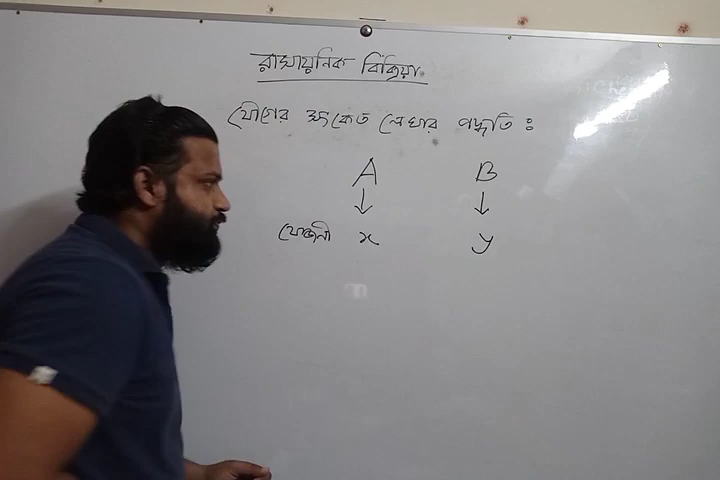 রাসায়নিক বিক্রিয়া
যৌগের সংকেত লেখার পদ্ধতি :
A B
↓ ↓
যোজনী x y